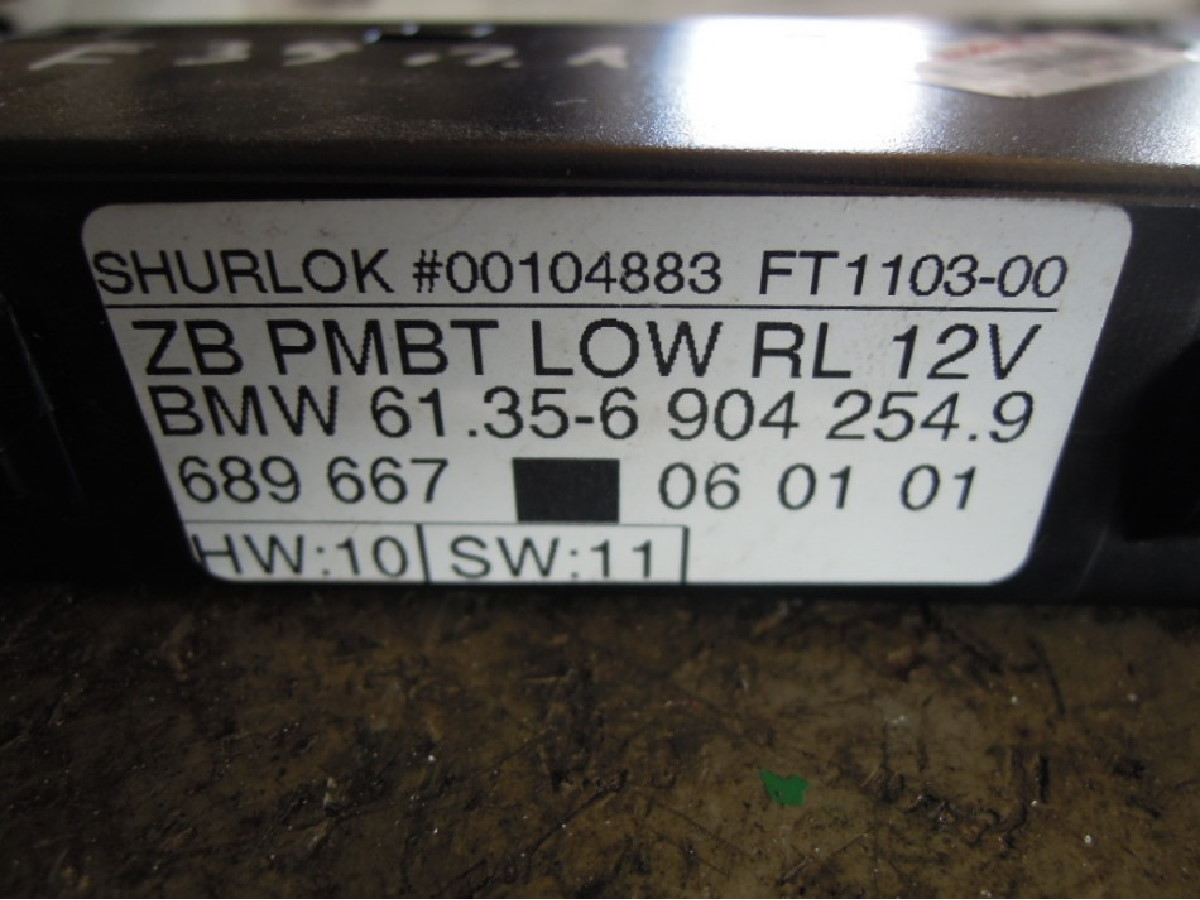 SHURLOK #00104883 FT1103-00
ZB PMBT LOW RL 12V
BMW 61.35-6 904 254.9
689 667 06 01 01
HW:10 SW:11